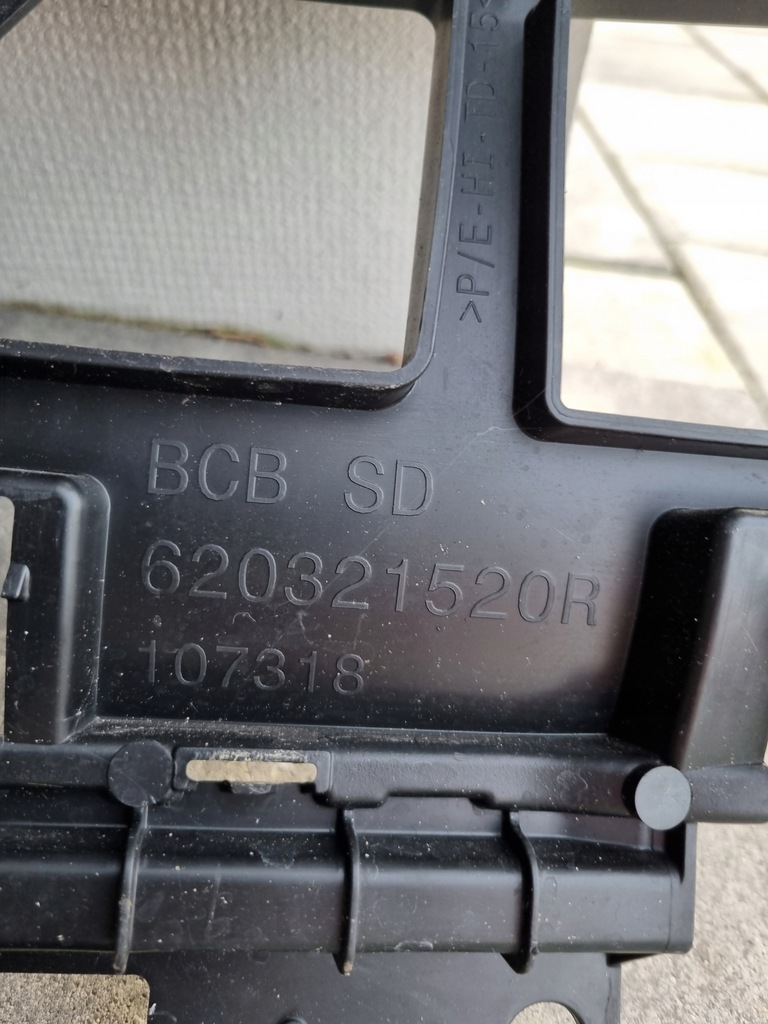 >P/E-HI-TD-15<
BCB SD
620321520R
107318